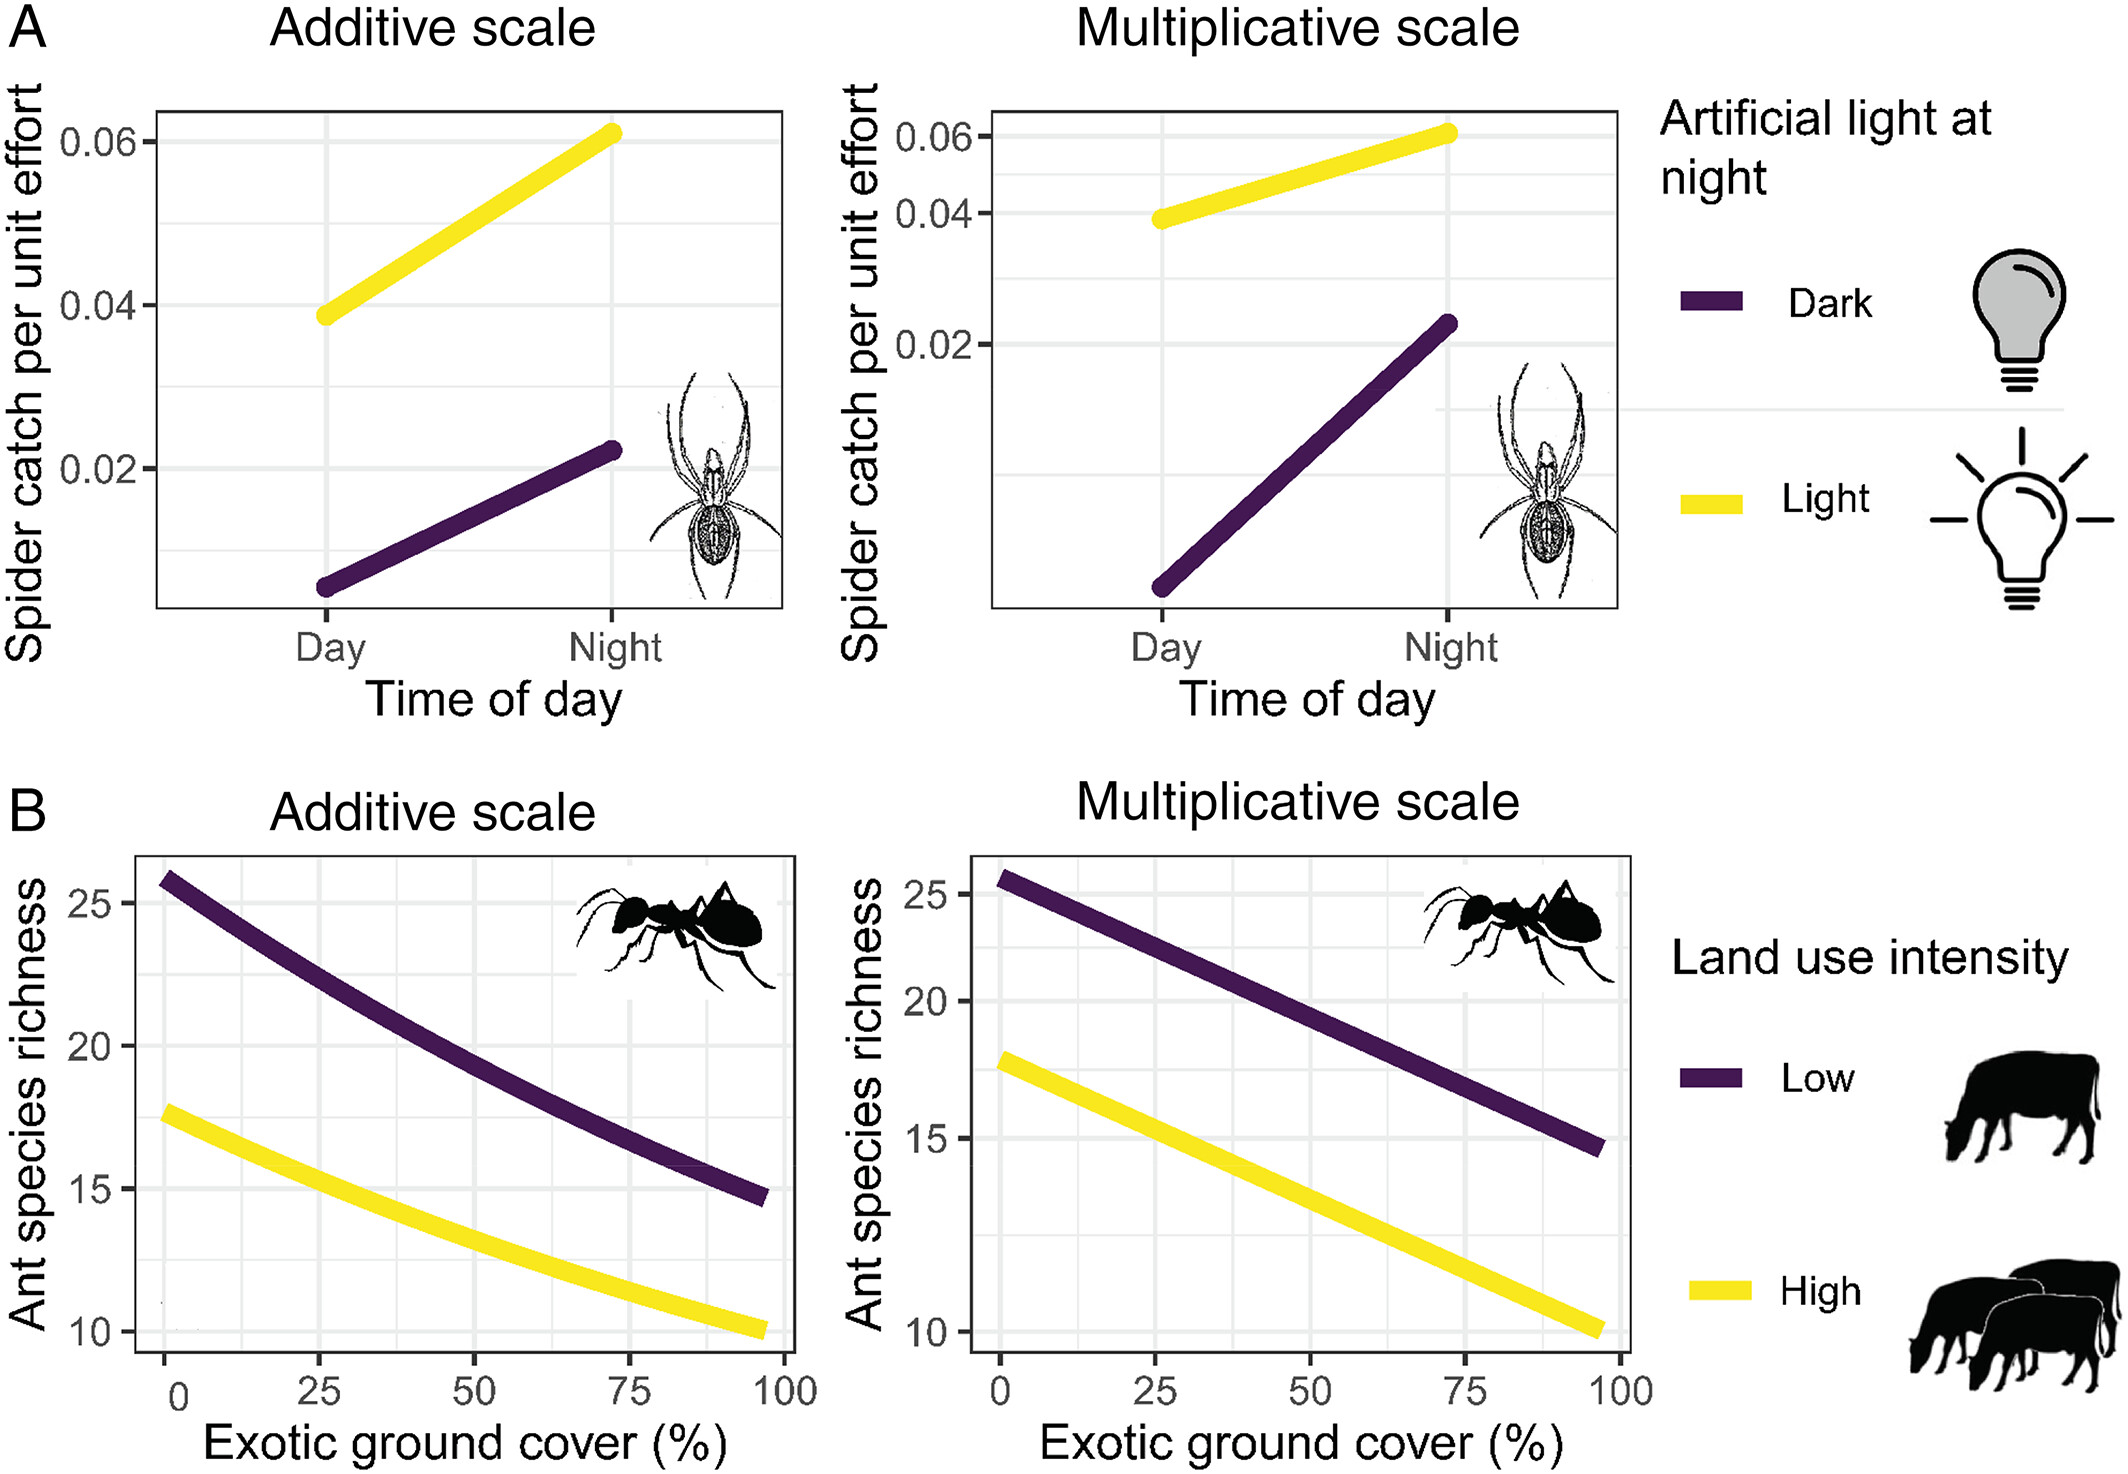 A
Additive scale
Multiplicative scale
Spider catch per unit effort
0.06
0.04
0.02
Day
Night
Time of day
Spider catch per unit effort
0.06
0.04
0.02
Day
Night
Time of day
Artificial light at
night
Dark
Light
B
Additive scale
Multiplicative scale
Ant species richness
25
20
15
10
0
25
50
75
100
Exotic ground cover (%)
Ant species richness
25
20
15
10
0
25
50
75
100
Exotic ground cover (%)
Land use intensity
Low
High